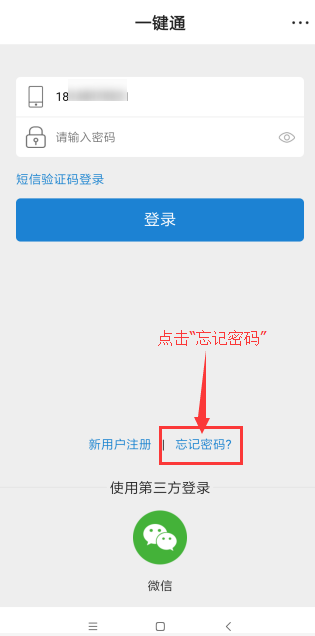 一键通
18
请输入密码
短信验证码登录
登录
点击“忘记密码”
新用户注册 | 忘记密码?
使用第三方登录
微信